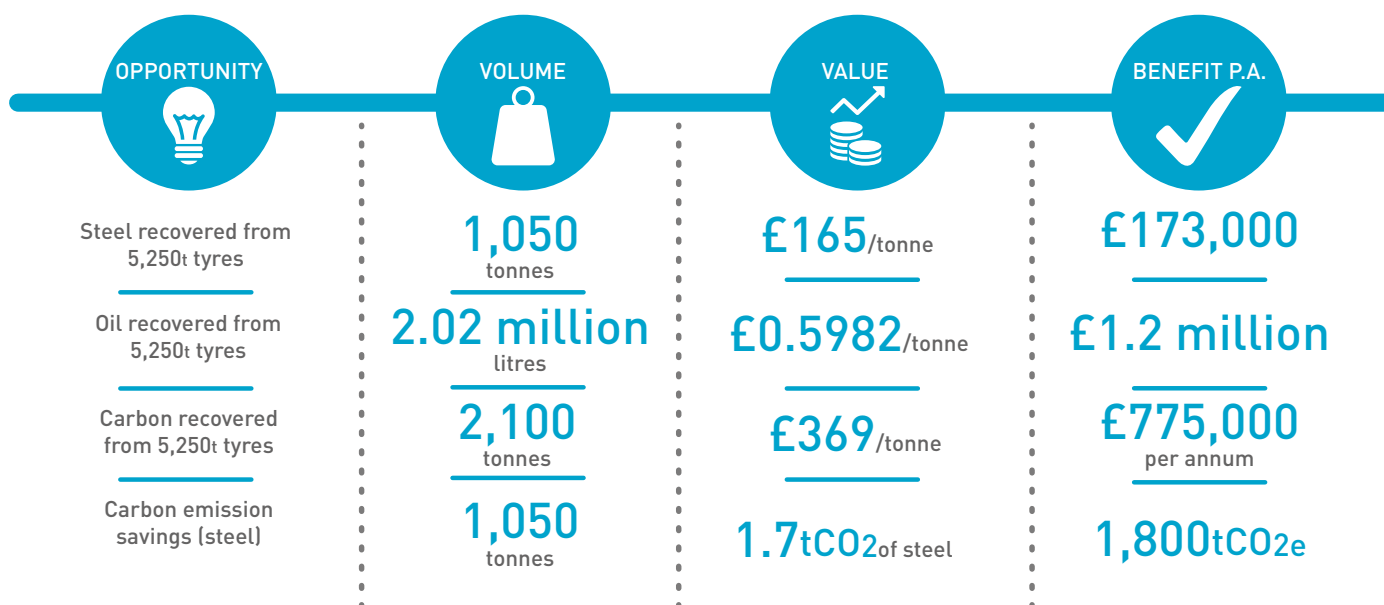 OPPORTUNITY
VOLUME
VALUE
BENEFIT P.A.
Steel recovered from
5,250t tyres
1,050
tonnes
£165/tonne
£173,000
Oil recovered from
5,250t tyres
2.02 million
litres
£0.5982/tonne
£1.2 million
Carbon recovered
from 5,250t tyres
2,100
tonnes
£369/tonne
£775,000
per annum
Carbon emission
savings (steel)
1,050
tonnes
1.7tCO2of steel
1,800tCO2e